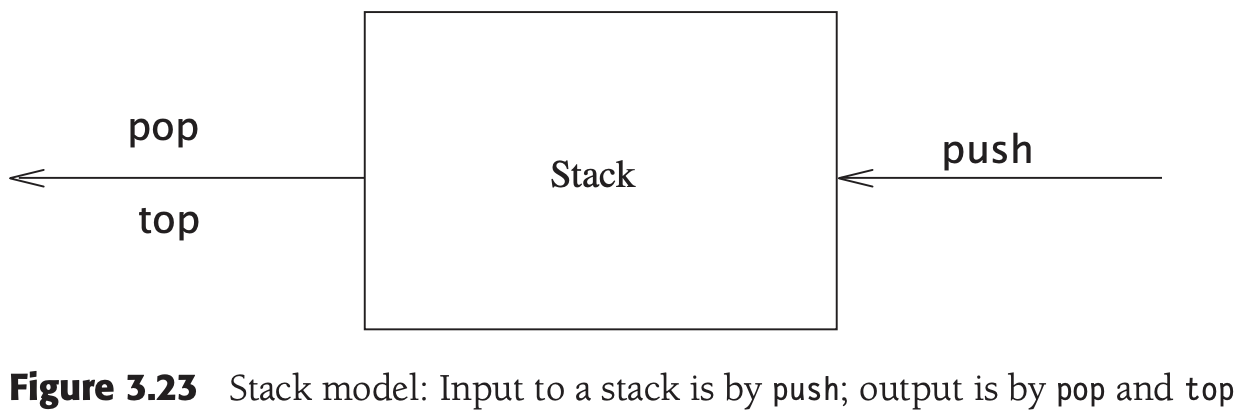 pop
top
Stack
push
Figure 3.23 Stack model: Input to a stack is by push; output is by pop and top